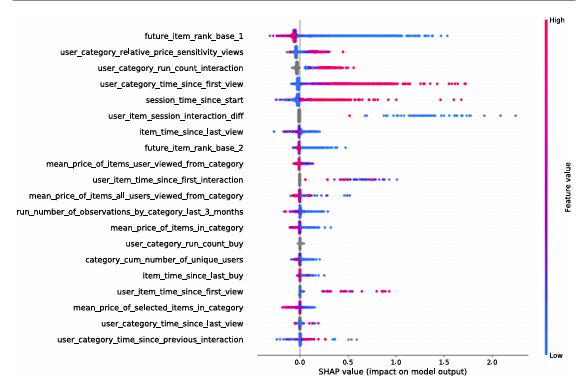 High
future_item_rank_base_1
user_category_relative_price_sensitivity_views
user_category_run_count_interaction
user_category_time_since_first_view
session_time_since_start
user_item_session_interaction_diff
item_time_since_last_view
future_item_rank_base_2
mean_price_of_items_user_viewed_from_category
user_item_time_since_first_interaction
mean_price_of_items_all_users_viewed_from_category
run_number_of_observations_by_category_last_3_months
mean_price_of_items_in_category
user_category_run_count_buy
category_cum_number_of_unique_users
item_time_since_last_buy
user_item_time_since_first_view
mean_price_of_selected_items_in_category
user_category_time_since_last_view
user_category_time_since_previous_interaction
Feature value
Low
0.0 0.5 1.0 1.5 2.0
SHAP value (impact on model output)